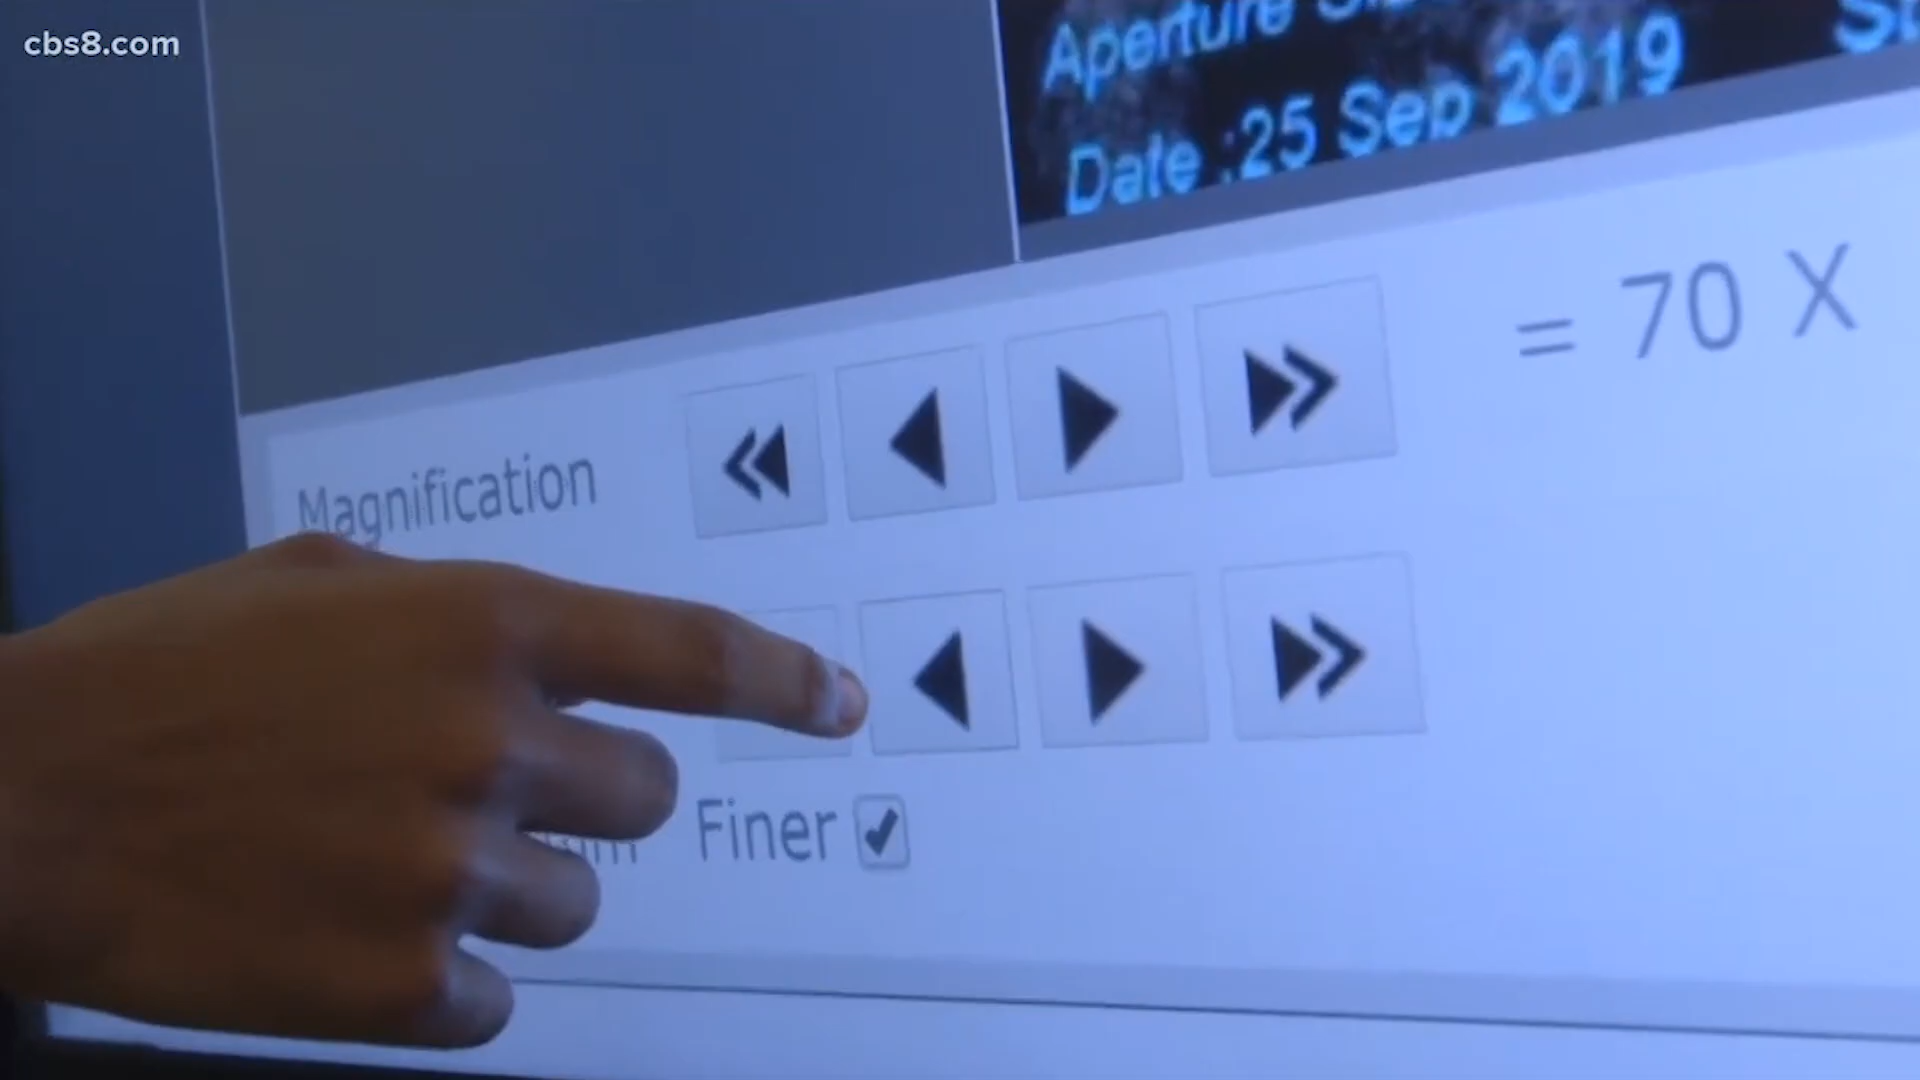 cbs8.com
Aperture
Date :25 Sep 2019
Magnification
= 70 X
Finer